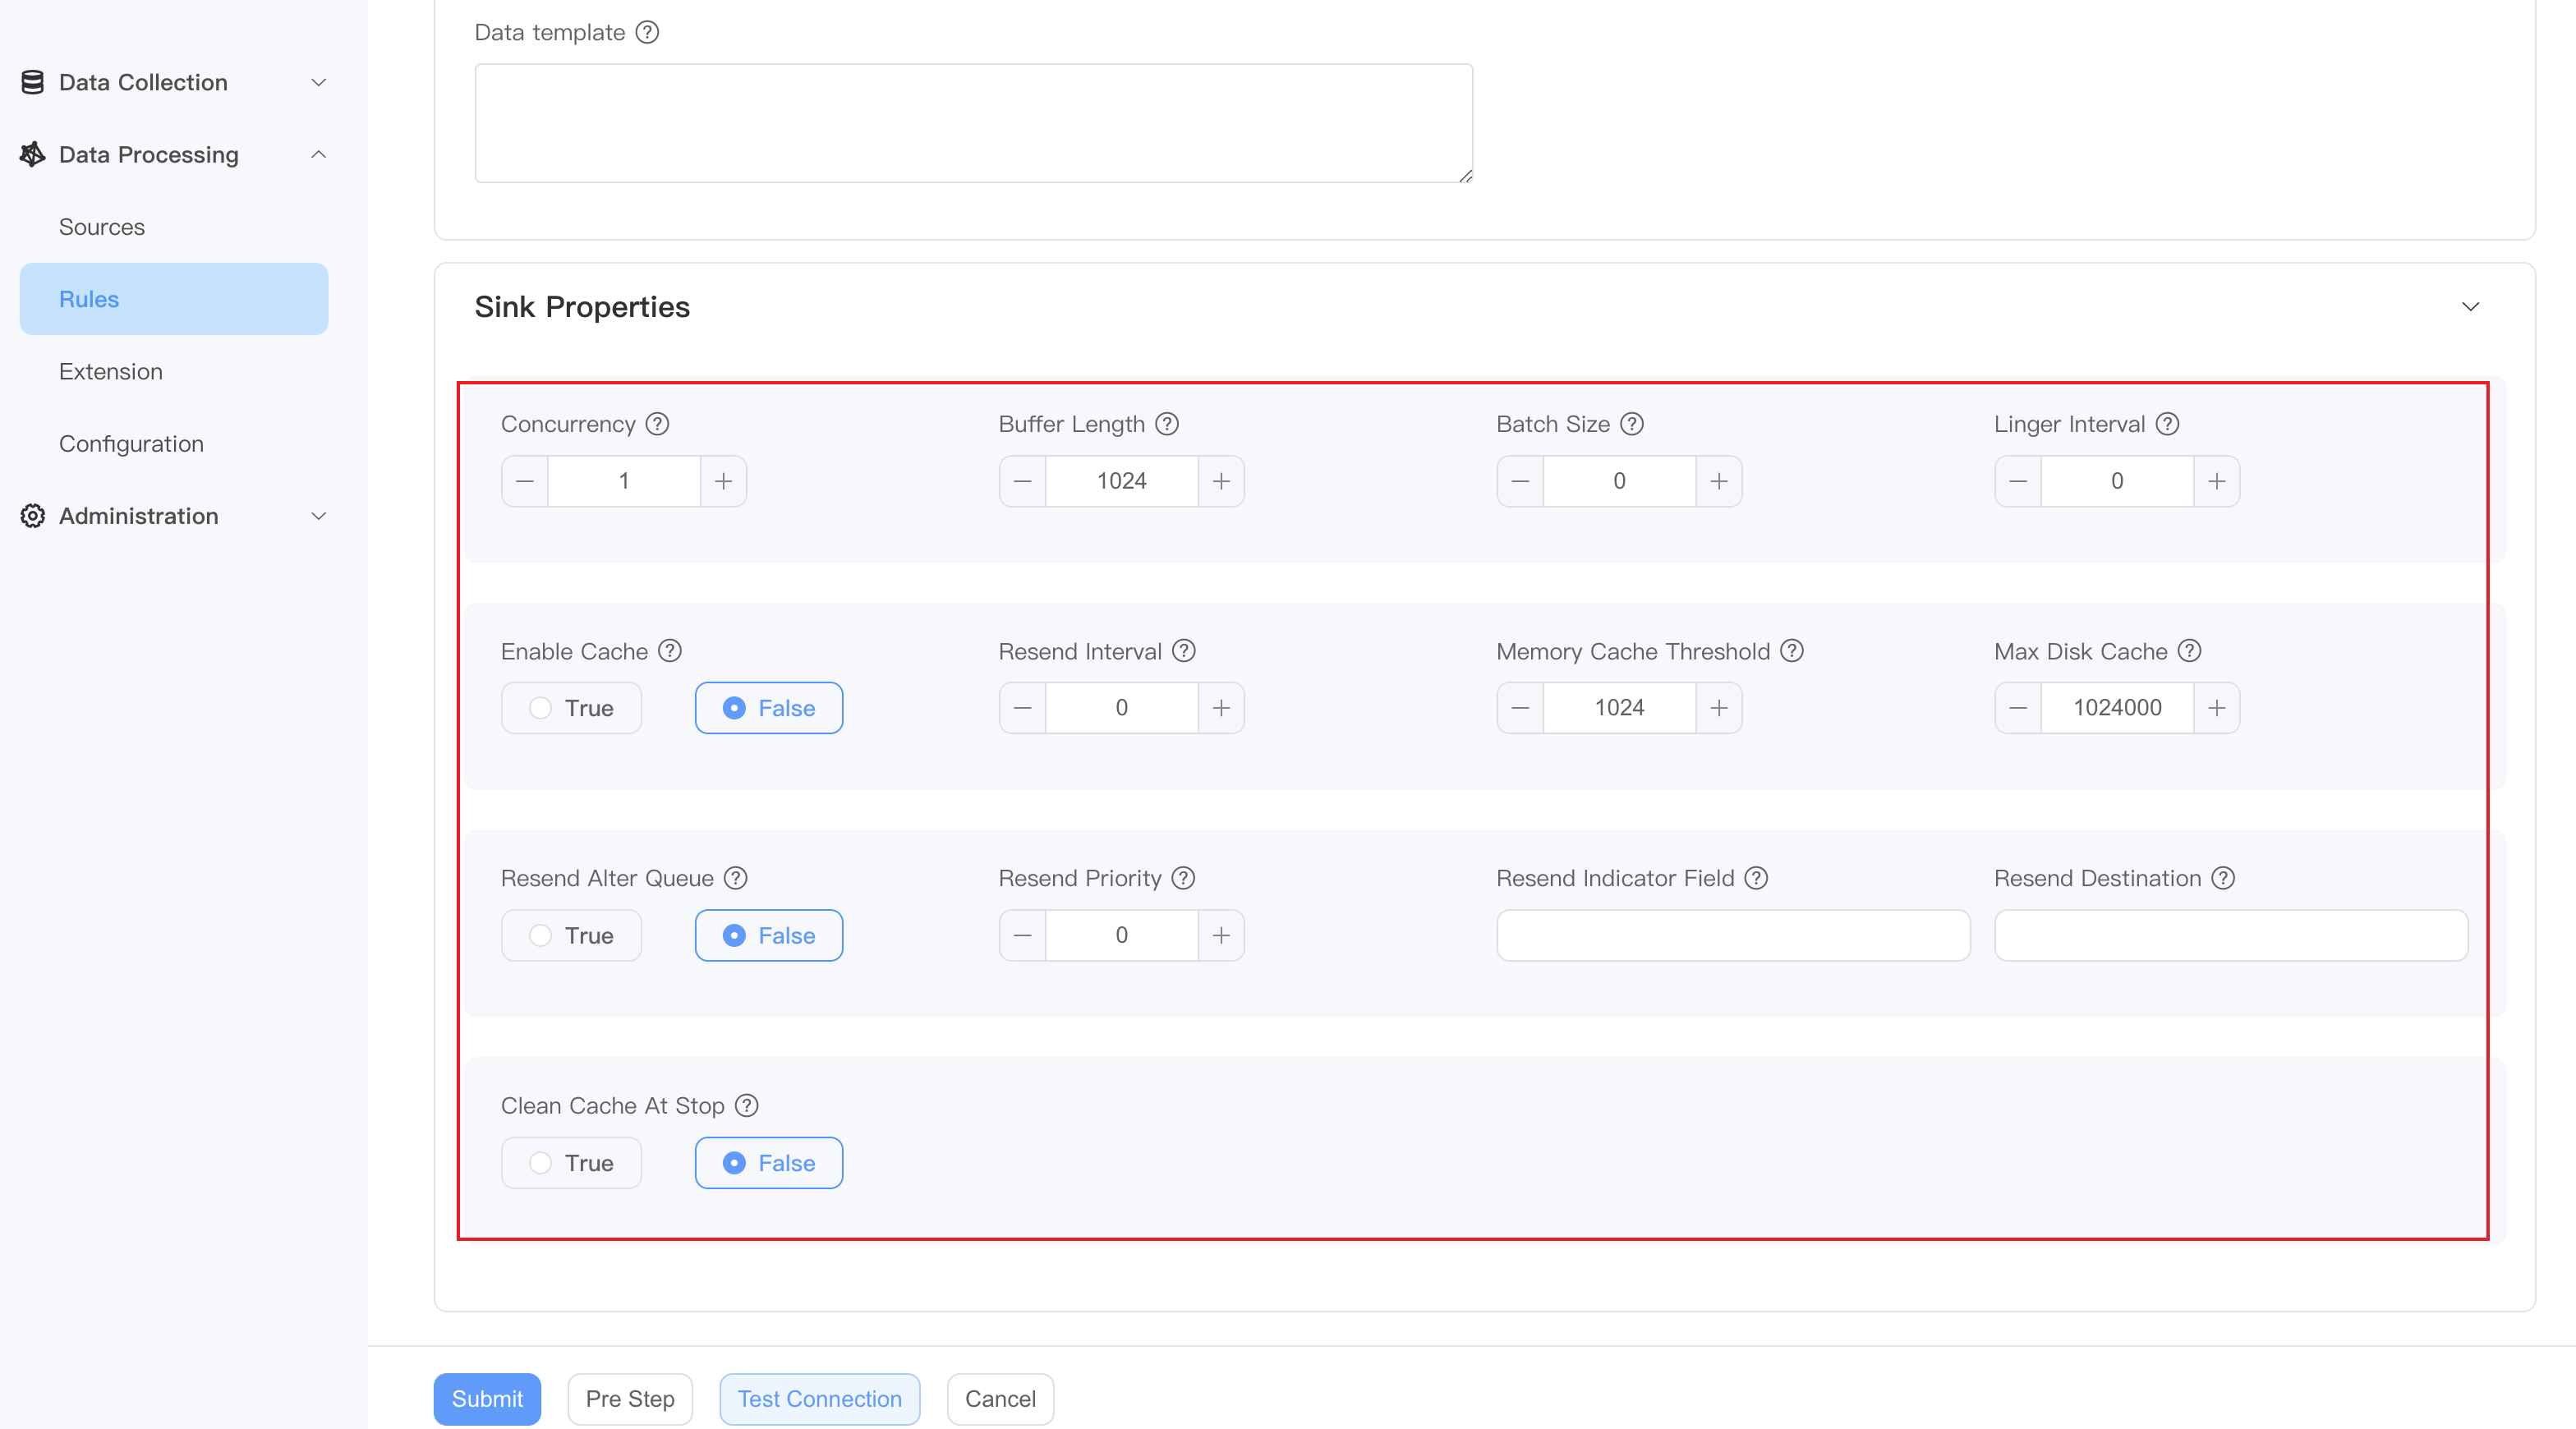 Data Collection
Data Processing
Sources
Rules
Extension
Configuration
Administration
Data template
Sink Properties
Concurrency Buffer Length Batch Size Linger Interval
1 1024 0 0
Enable Cache Resend Interval Memory Cache Threshold Max Disk Cache
True False 0 1024 1024000
Resend Alter Queue Resend Priority Resend Indicator Field Resend Destination
True False 0
Clean Cache At Stop
True False
Submit Pre Step Test Connection Cancel